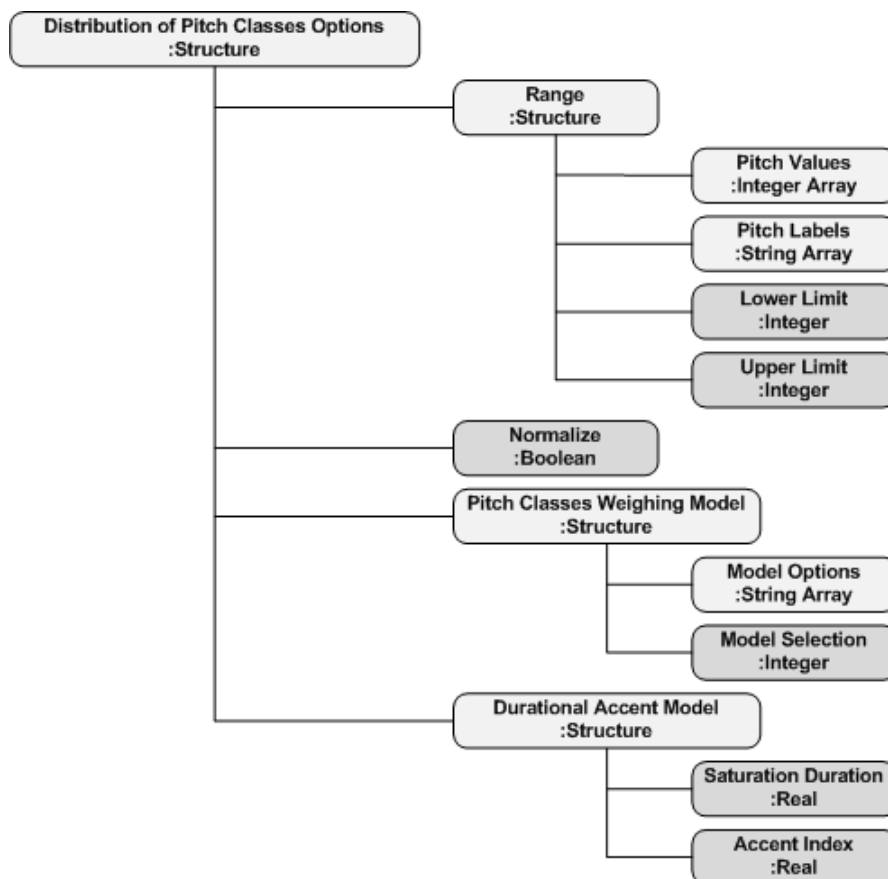 Distribution of Pitch Classes Options
:Structure
Range
:Structure
Pitch Values
:Integer Array
Pitch Labels
:String Array
Lower Limit
:Integer
Upper Limit
:Integer
Normalize
:Boolean
Pitch Classes Weighing Model
:Structure
Model Options
:String Array
Model Selection
:Integer
Durational Accent Model
:Structure
Saturation Duration
:Real
Accent Index
:Real